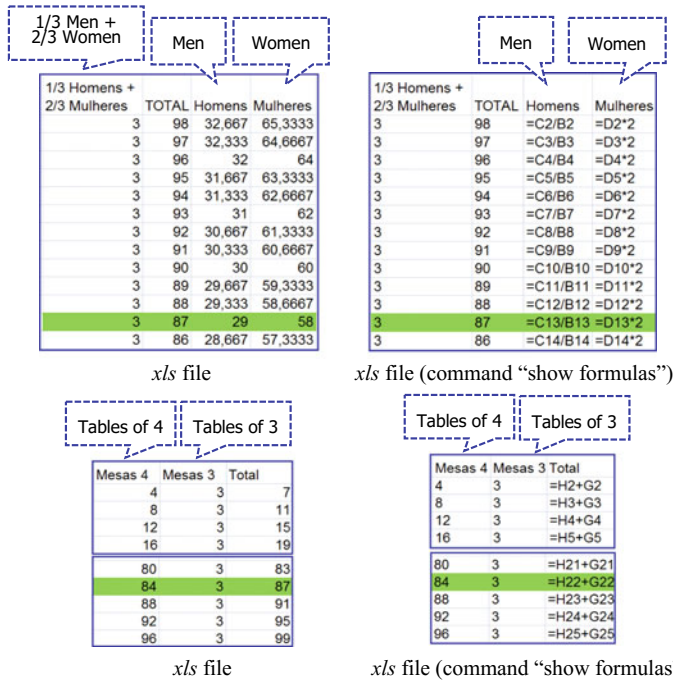 1/3 Men +
2/3 Women
Men
Women
1/3 Homens +
2/3 Mulheres TOTAL Homens Mulheres
3 98 32,667 65,3333
3 97 32,333 64,6667
3 96 32 64
3 95 31,667 63,3333
3 94 31,333 62,6667
3 93 31 62
3 92 30,667 61,3333
3 91 30,333 60,6667
3 90 30 60
3 89 29,667 59,3333
3 88 29,333 58,6667
3 87 29 58
3 86 28,667 57,3333
xls file
Men
Women
1/3 Homens +
2/3 Mulheres TOTAL Homens Mulheres
3 98 =C2/B2 =D2*2
3 97 =C3/B3 =D3*2
3 96 =C4/B4 =D4*2
3 95 =C5/B5 =D5*2
3 94 =C6/B6 =D6*2
3 93 =C7/B7 =D7*2
3 92 =C8/B8 =D8*2
3 91 =C9/B9 =D9*2
3 90 =C10/B10 =D10*2
3 89 =C11/B11 =D11*2
3 88 =C12/B12 =D12*2
3 87 =C13/B13 =D13*2
3 86 =C14/B14 =D14*2
xls file (command “show formulas”)
Tables of 4
Tables of 3
Mesas 4 Mesas 3 Total
4 3 7
8 3 11
12 3 15
16 3 19
80 3 83
84 3 87
88 3 91
92 3 95
96 3 99
xls file
Tables of 4
Tables of 3
Mesas 4 Mesas 3 Total
4 3 =H2+G2
8 3 =H3+G3
12 3 =H4+G4
16 3 =H5+G5
80 3 =H21+G21
84 3 =H22+G22
88 3 =H23+G23
92 3 =H24+G24
96 3 =H25+G25
xls file (command “show formulas